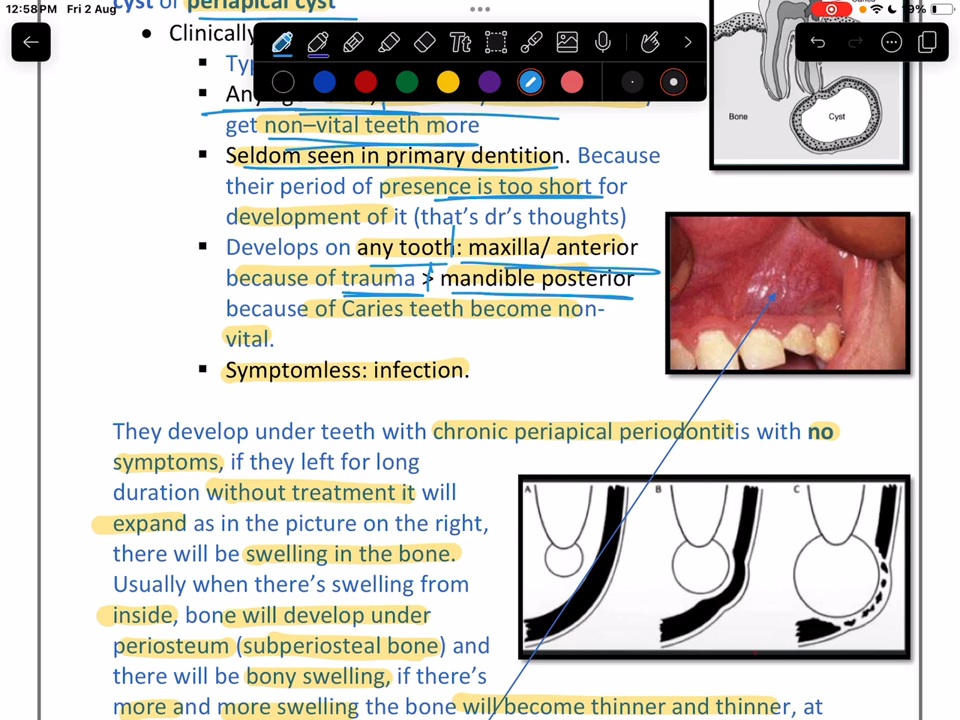 12:58 PM Fri 2 Aug
19%
cyst or periapical cyst
• Clinically
Tt
▪ Typ
▪ Any
get non–vital teeth more
▪ Seldom seen in primary dentition. Because
their period of presence is too short for
development of it (that's dr's thoughts)
▪ Develops on any tooth: maxilla/ anterior
because of trauma > mandible posterior
because of Caries teeth become non-
vital.
▪ Symptomless: infection.
Bone
Cyst
They develop under teeth with chronic periapical periodontitis with no
symptoms, if they left for long
duration without treatment it will
expand as in the picture on the right,
there will be swelling in the bone.
Usually when there's swelling from
inside, bone will develop under
periosteum (subperiosteal bone) and
there will be bony swelling, if there's
more and more swelling the bone will become thinner and thinner, at
A B C